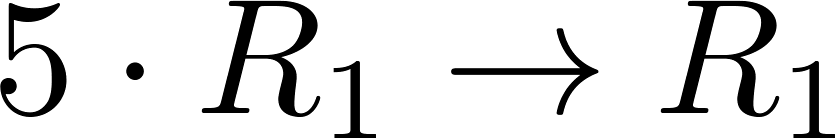 5 · R₁ → R₁